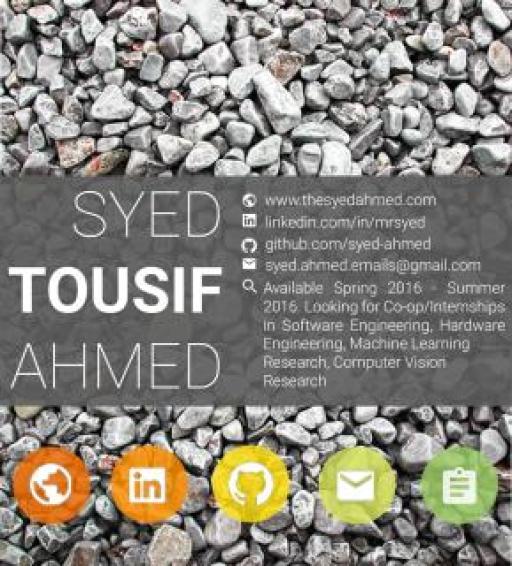 SYED
TOUSIF
AHMED
www.thesyedahmed.com
linkedin.com/in/mrsyed
github.com/syed-ahmed
syed.ahmed.emails@gmail.com
Available Spring 2016 - Summer
2016. Looking for Co-op/Internships
in Software Engineering, Hardware
Engineering, Machine Learning
Research, Computer Vision
Research
in